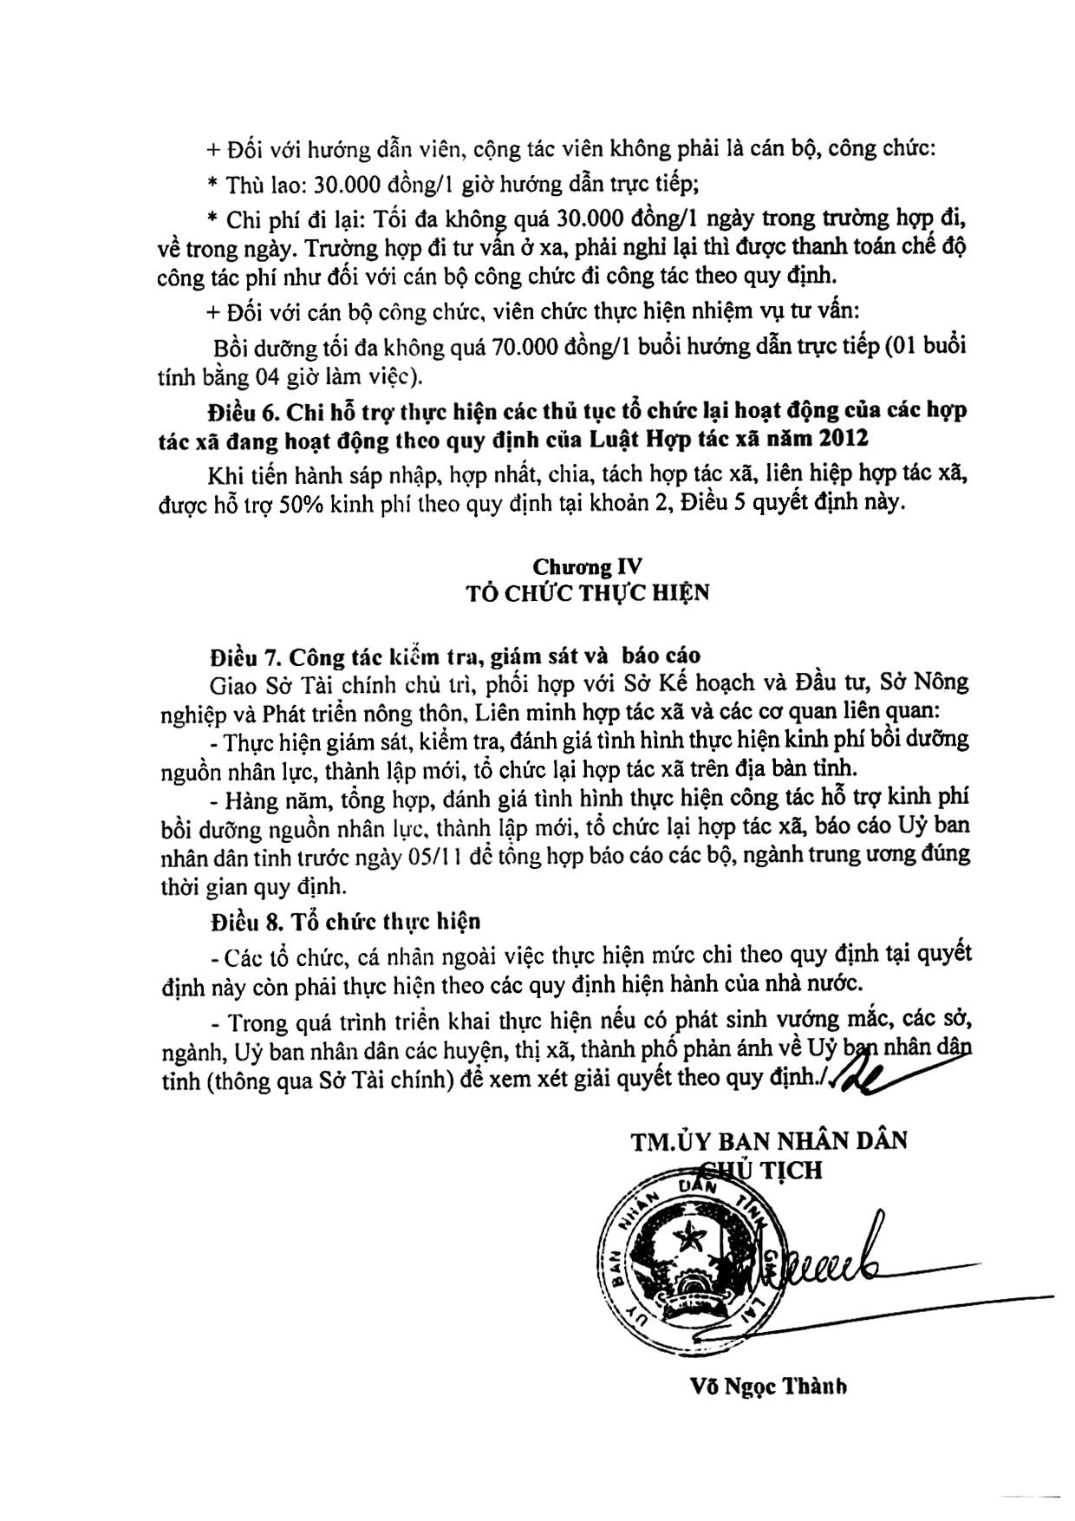 + Đối với hướng dẫn viên, cộng tác viên không phải là cán bộ, công chức:
* Thù lao: 30.000 đồng/1 giờ hướng dẫn trực tiếp;
* Chi phí đi lại: Tối đa không quá 30.000 đồng/1 ngày trong trường hợp đi,
về trong ngày. Trường hợp đi tư vấn ở xa, phải nghỉ lại thì được thanh toán chế độ
công tác phí như đối với cán bộ công chức đi công tác theo quy định.
+ Đối với cán bộ công chức, viên chức thực hiện nhiệm vụ tư vấn:
Bồi dưỡng tối đa không quá 70.000 đồng/1 buổi hướng dẫn trực tiếp (01 buổi
tính bằng 04 giờ làm việc).
Điều 6. Chi hỗ trợ thực hiện các thủ tục tổ chức lại hoạt động của các hợp
tác xã đang hoạt động theo quy định của Luật Hợp tác xã năm 2012
Khi tiến hành sáp nhập, hợp nhất, chia, tách hợp tác xã, liên hiệp hợp tác xã,
được hỗ trợ 50% kinh phí theo quy định tại khoản 2, Điều 5 quyết định này.
Chương IV
TỔ CHỨC THỰC HIỆN
Điều 7. Công tác kiểm tra, giám sát và báo cáo
Giao Sở Tài chính chủ trì, phối hợp với Sở Kế hoạch và Đầu tư, Sở Nông
nghiệp và Phát triển nông thôn, Liên minh hợp tác xã và các cơ quan liên quan:
- Thực hiện giám sát, kiểm tra, đánh giá tình hình thực hiện kinh phí bồi dưỡng
nguồn nhân lực, thành lập mới, tổ chức lại hợp tác xã trên địa bàn tỉnh.
- Hàng năm, tổng hợp, đánh giá tình hình thực hiện công tác hỗ trợ kinh phí
bồi dưỡng nguồn nhân lực, thành lập mới, tổ chức lại hợp tác xã, báo cáo Uỷ ban
nhân dân tỉnh trước ngày 05/11 để tổng hợp báo cáo các bộ, ngành trung ương đúng
thời gian quy định.
Điều 8. Tổ chức thực hiện
- Các tổ chức, cá nhân ngoài việc thực hiện mức chi theo quy định tại quyết
định này còn phải thực hiện theo các quy định hiện hành của nhà nước.
- Trong quá trình triển khai thực hiện nếu có phát sinh vướng mắc, các sở,
ngành, Uỷ ban nhân dân các huyện, thị xã, thành phố phản ánh về Uỷ ban nhân dân
tỉnh (thông qua Sở Tài chính) để xem xét giải quyết theo quy định./.
TM.ỦY BAN NHÂN DÂN
CHỦ TỊCH
ỦY BAN NHÂN DÂN TỈNH GIA LAI
Võ Ngọc Thành